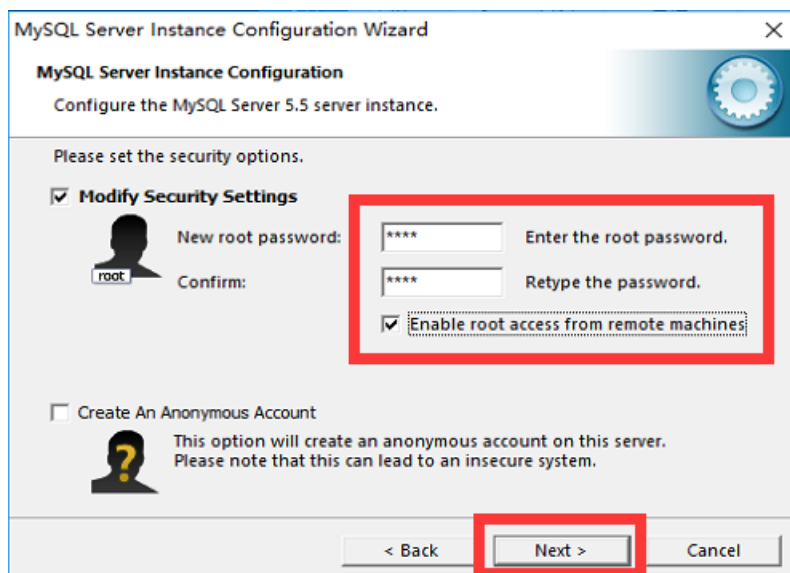 MySQL Server Instance Configuration Wizard
MySQL Server Instance Configuration
Configure the MySQL Server 5.5 server instance.
Please set the security options.
Modify Security Settings
root
New root password: **** Enter the root password.
Confirm: **** Retype the password.
Enable root access from remote machines
Create An Anonymous Account
This option will create an anonymous account on this server.
Please note that this can lead to an insecure system.
< Back Next > Cancel